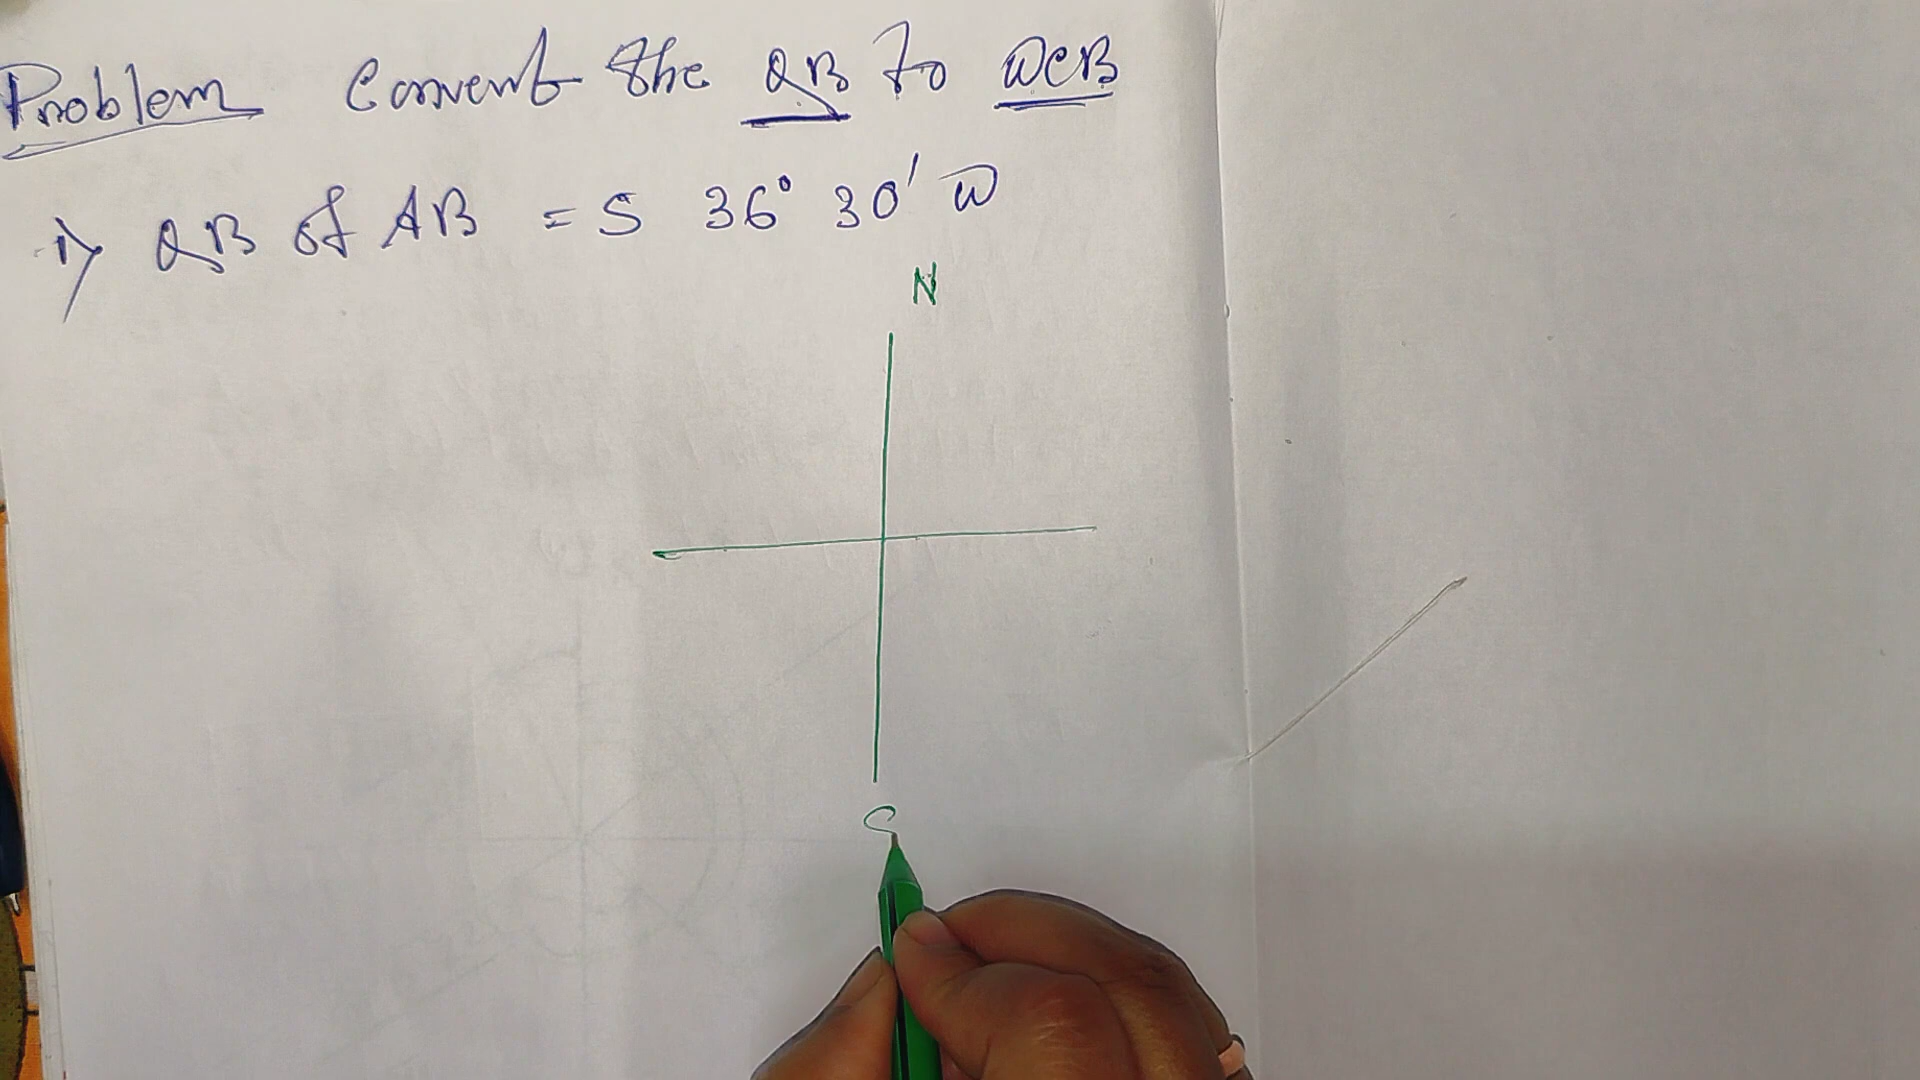 Problem Convert the QB to WCB
1) QB of AB = S 36° 30' W
N
S